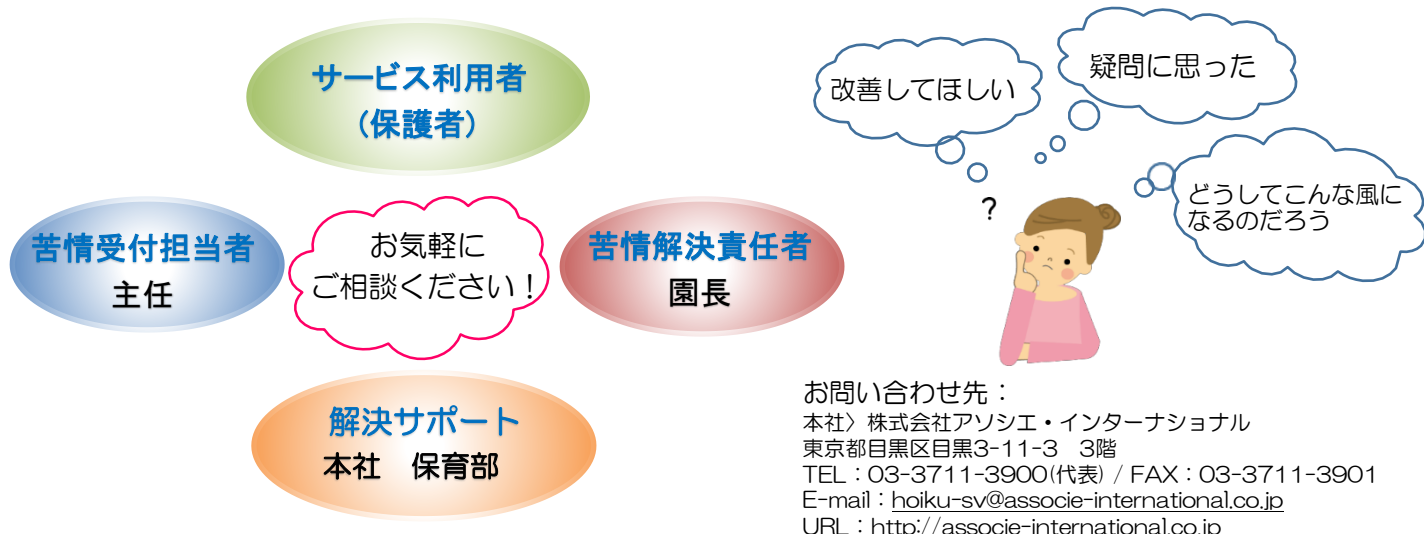 サービス利用者
（保護者）
苦情受付担当者
主任
お気軽に
ご相談ください！
苦情解決責任者
園長
解決サポート
本社　保育部
改善してほしい
疑問に思った
どうしてこんな風に
なるのだろう
?
お問い合わせ先：
本社〉株式会社アソシエ・インターナショナル
東京都目黒区目黒3-11-3　3階
TEL：03-3711-3900(代表) / FAX：03-3711-3901
E-mail：hoiku-sv@associe-international.co.jp
URL：http://associe-international.co.jp